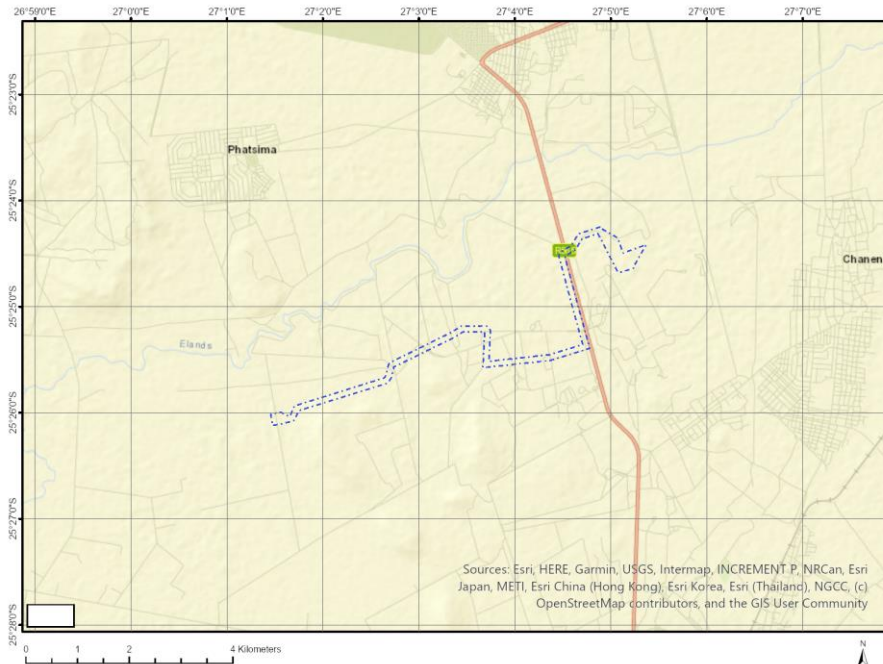 26°59'0"E 27°0'0"E 27°1'0"E 27°2'0"E 27°3'0"E 27°4'0"E 27°5'0"E 27°6'0"E 27°7'0"E
25°23'0"S
Phatsima
25°24'0"S
Chanen
25°25'0"S
Elands
25°26'0"S
25°27'0"S
Sources: Esri, HERE, Garmin, USGS, Intermap, INCREMENT P, NRCan, Esri
Japan, METI, Esri China (Hong Kong), Esri Korea, Esri (Thailand), NGCC, (c)
OpenStreetMap contributors, and the GIS User Community
25°28'0"S
0 1 2 4 Kilometers
N